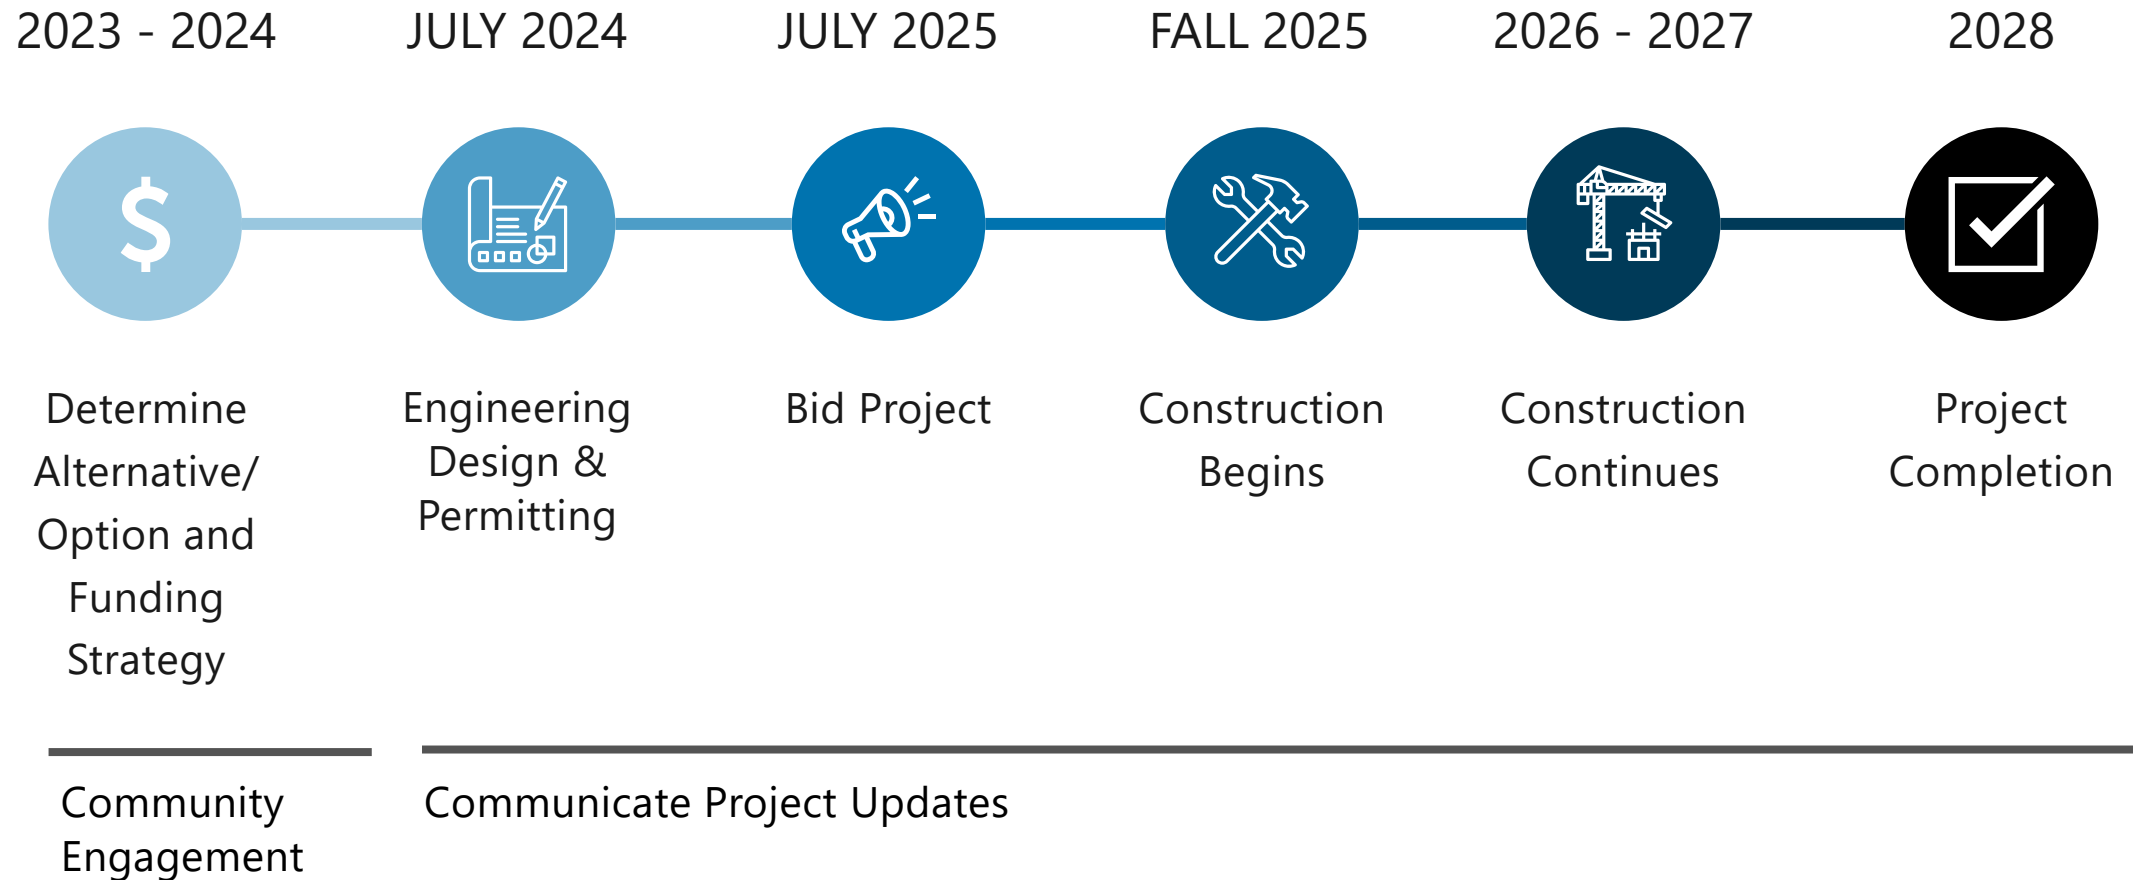 2023 - 2024
JULY 2024
JULY 2025
FALL 2025
2026 - 2027
2028
$
Determine
Alternative/
Option and
Funding
Strategy
Engineering
Design &
Permitting
Bid Project
Construction
Begins
Construction
Continues
Project
Completion
Community
Engagement
Communicate Project Updates